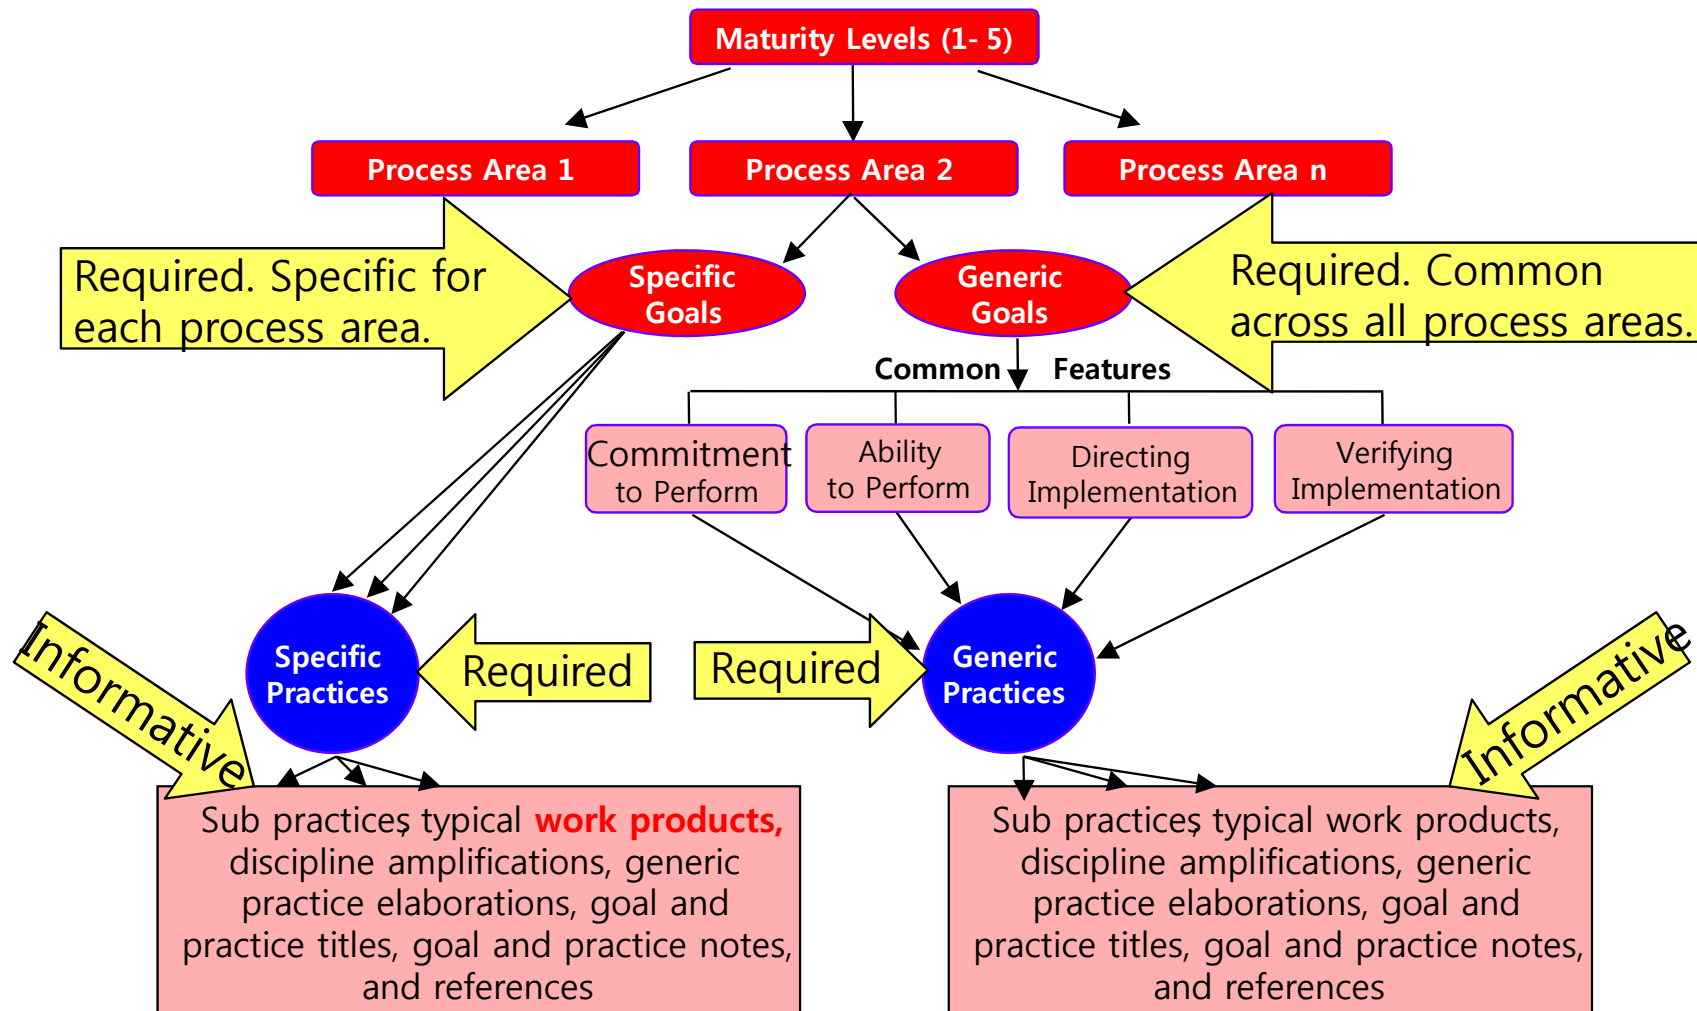 Maturity Levels (1- 5)
Process Area 1
Process Area 2
Process Area n
Required. Specific for
each process area.
Specific
Goals
Generic
Goals
Required. Common
across all process areas.
Common Features
Commitment
to Perform
Ability
to Perform
Directing
Implementation
Verifying
Implementation
Informative
Specific
Practices
Required
Required
Generic
Practices
Informative
Sub practices, typical work products,
discipline amplifications, generic
practice elaborations, goal and
practice titles, goal and practice notes,
and references
Sub practices, typical work products,
discipline amplifications, generic
practice elaborations, goal and
practice titles, goal and practice notes,
and references